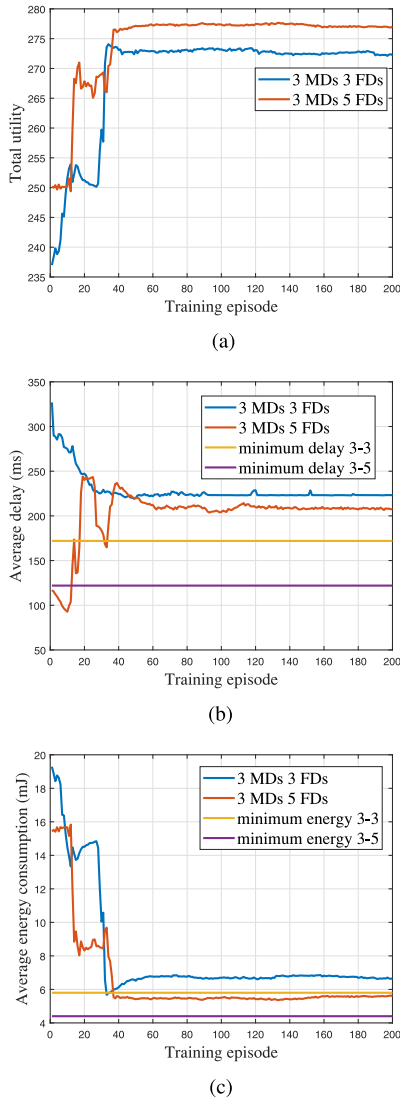 280
275
270
265
260
255
250
245
240
235
Total utility
3 MDs 3 FDs
3 MDs 5 FDs
0 20 40 60 80 100 120 140 160 180 200
Training episode
(a)
350
300
250
200
150
100
50
Average delay (ms)
3 MDs 3 FDs
3 MDs 5 FDs
minimum delay 3-3
minimum delay 3-5
0 20 40 60 80 100 120 140 160 180 200
Training episode
(b)
20
18
16
14
12
10
8
6
4
Average energy consumption (mJ)
3 MDs 3 FDs
3 MDs 5 FDs
minimum energy 3-3
minimum energy 3-5
0 20 40 60 80 100 120 140 160 180 200
Training episode
(c)